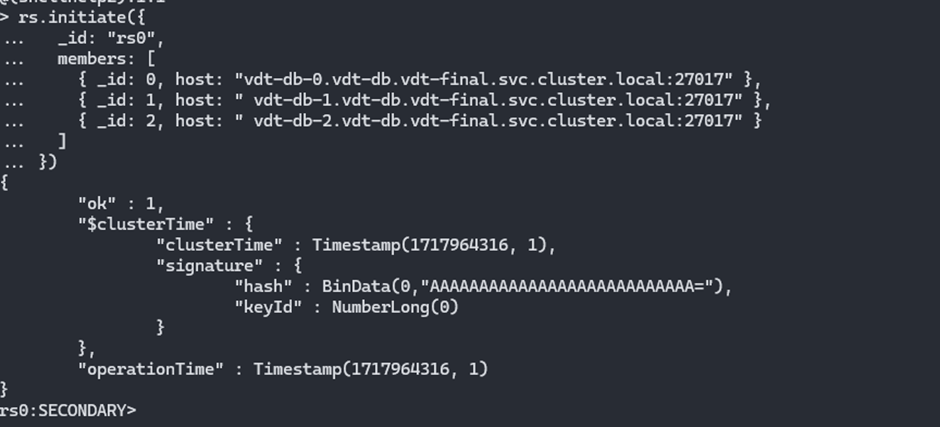 > rs.initiate({
... _id: "rs0",
... members: [
... { _id: 0, host: "vdt-db-0.vdt-db.vdt-final.svc.cluster.local:27017" },
... { _id: 1, host: " vdt-db-1.vdt-db.vdt-final.svc.cluster.local:27017" },
... { _id: 2, host: " vdt-db-2.vdt-db.vdt-final.svc.cluster.local:27017" }
... ]
... })
{
"ok" : 1,
"$clusterTime" : {
"clusterTime" : Timestamp(1717964316, 1),
"signature" : {
"hash" : BinData(0,"AAAAAAAAAAAAAAAAAAAAAAAAAAA="),
"keyId" : NumberLong(0)
}
},
"operationTime" : Timestamp(1717964316, 1)
}
rs0:SECONDARY>